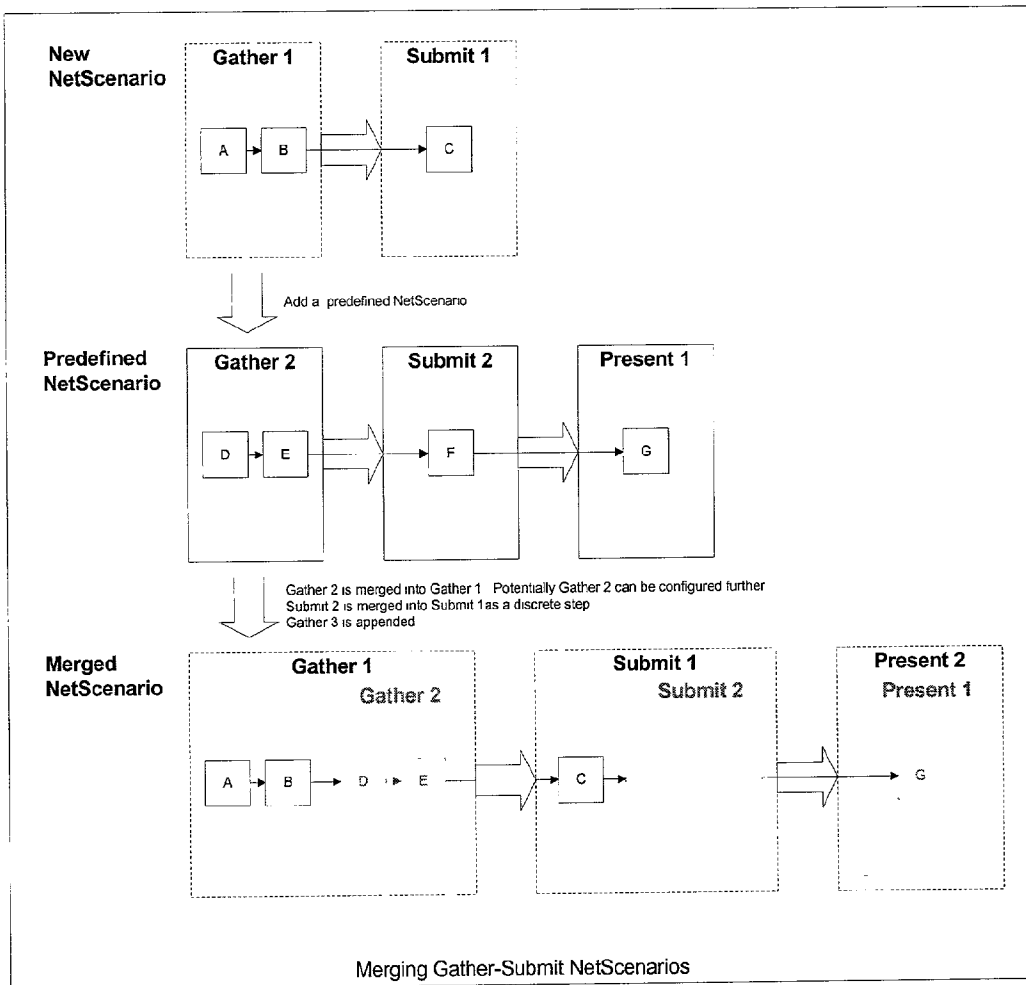 New
NetScenario
Gather 1
Submit 1
A
B
C
Add a predefined NetScenario
Predefined
NetScenario
Gather 2
Submit 2
Present 1
D
E
F
G
Gather 2 is merged into Gather 1 Potentially Gather 2 can be configured further
Submit 2 is merged into Submit 1 as a discrete step
Gather 3 is appended
Merged
NetScenario
Gather 1
Gather 2
Submit 1
Submit 2
Present 2
Present 1
A
B
D
E
C
G
Merging Gather-Submit NetScenarios